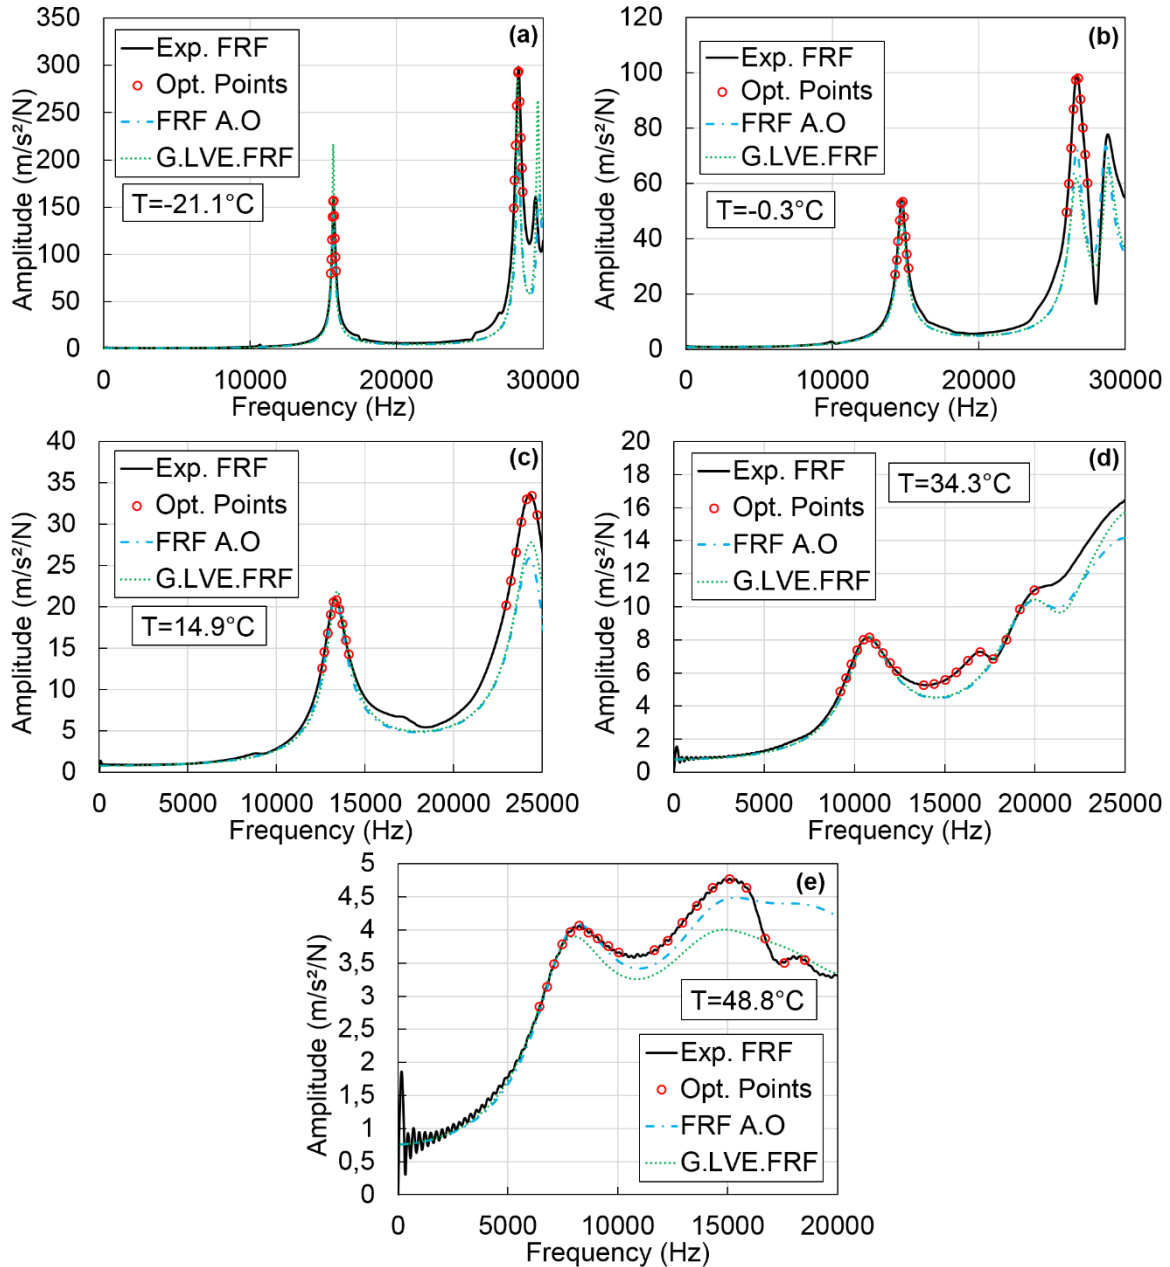 (a)
Amplitude (m/s²/N)
350
300
250
200
150
100
50
0
Exp. FRF
Opt. Points
FRF A.O
G.LVE.FRF
T=-21.1°C
0 10000 20000 30000
Frequency (Hz)
(b)
Amplitude (m/s²/N)
120
100
80
60
40
20
0
Exp. FRF
Opt. Points
FRF A.O
G.LVE.FRF
T=-0.3°C
0 10000 20000 30000
Frequency (Hz)
(c)
Amplitude (m/s²/N)
40
35
30
25
20
15
10
5
0
Exp. FRF
Opt. Points
FRF A.O
G.LVE.FRF
T=14.9°C
0 5000 10000 15000 20000 25000
Frequency (Hz)
(d)
Amplitude (m/s²/N)
20
18
16
14
12
10
8
6
4
2
0
Exp. FRF
Opt. Points
FRF A.O
G.LVE.FRF
T=34.3°C
0 5000 10000 15000 20000 25000
Frequency (Hz)
(e)
Amplitude (m/s²/N)
5
4,5
4
3,5
3
2,5
2
1,5
1
0,5
0
T=48.8°C
Exp. FRF
Opt. Points
FRF A.O
G.LVE.FRF
0 5000 10000 15000 20000
Frequency (Hz)